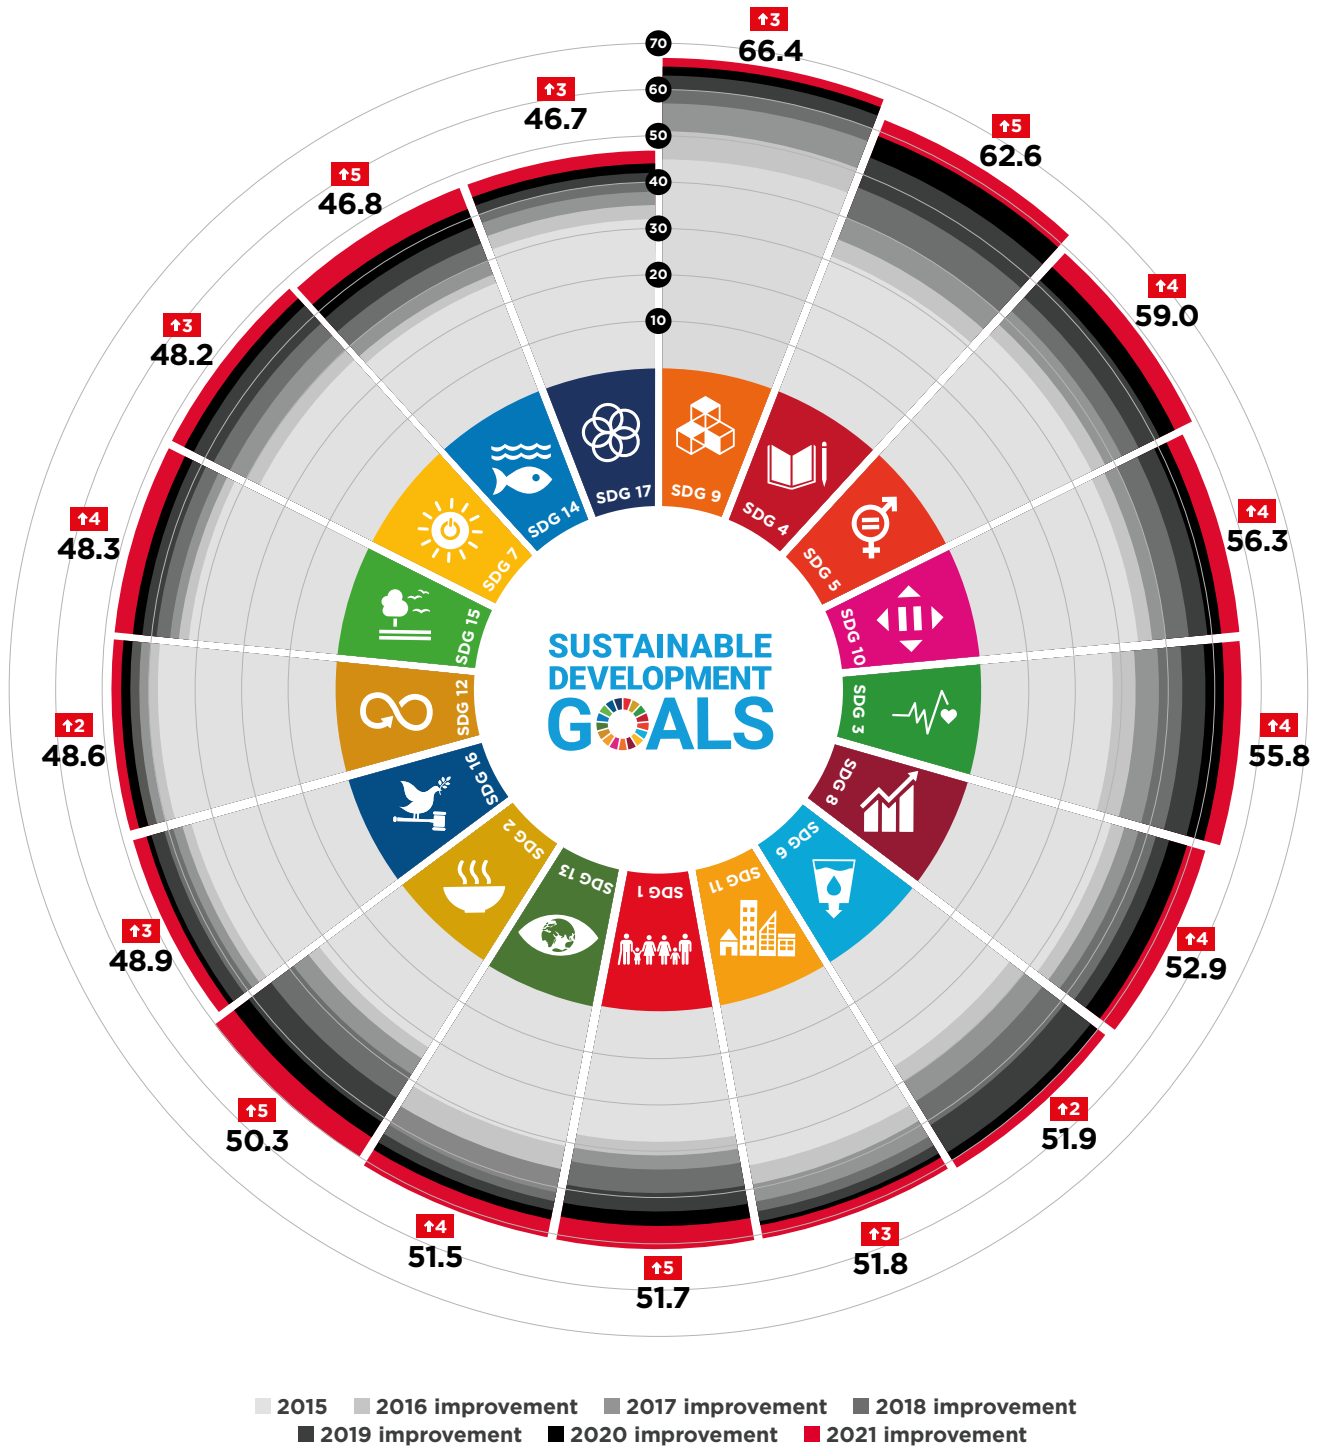 70
60
50
40
30
20
10
↑3
66.4
↑5
62.6
↑4
59.0
↑4
56.3
↑4
55.8
↑4
52.9
↑2
51.9
↑3
51.8
↑5
51.7
↑4
51.5
↑5
50.3
↑3
48.9
↑2
48.6
↑4
48.3
↑3
48.2
↑5
46.8
↑3
46.7
SDG 9
SDG 4
SDG 5
SDG 10
SDG 3
SDG 8
SDG 6
SDG 11
SDG 1
SDG 13
SDG 2
SDG 16
SDG 12
SDG 15
SDG 7
SDG 14
SDG 17
SUSTAINABLE
DEVELOPMENT
GOALS
2015 2016 improvement 2017 improvement 2018 improvement
2019 improvement 2020 improvement 2021 improvement